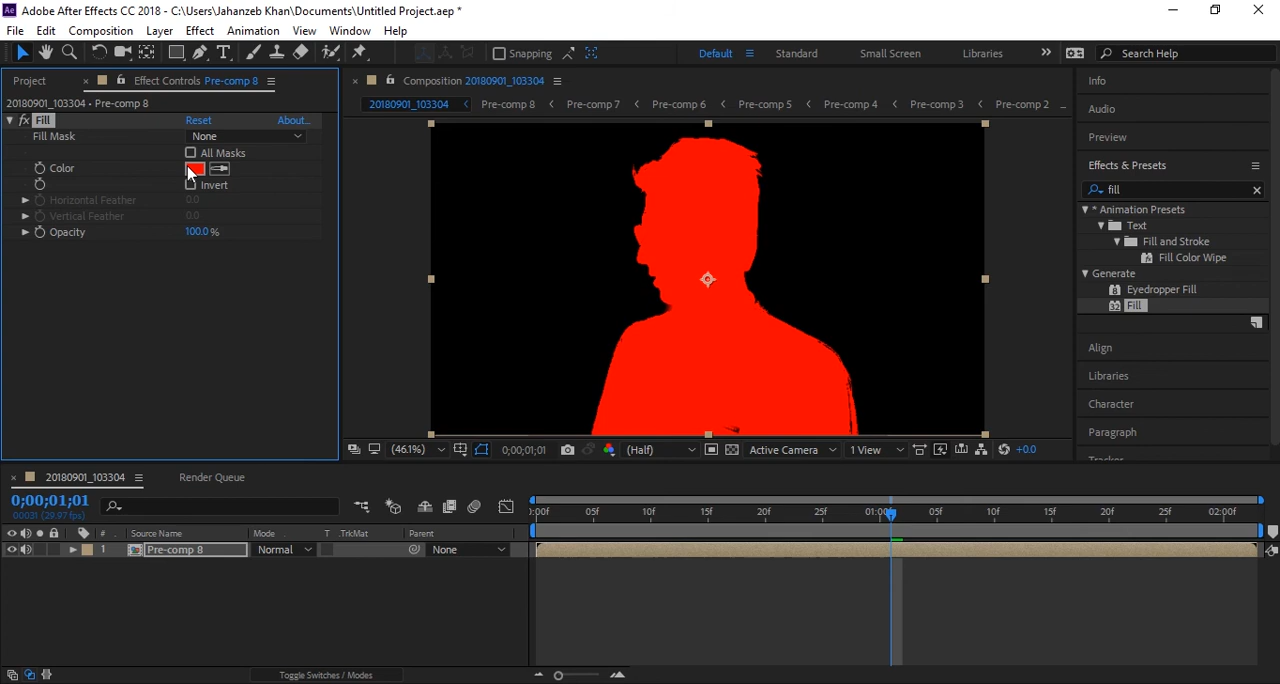 Adobe After Effects CC 2018 - C:\Users\Jahanzeb Khan\Documents\Untitled Project.aep *
File Edit Composition Layer Effect Animation View Window Help
Snapping Default Standard Small Screen Libraries Search Help
Project Effect Controls Pre-comp 8
20180901_103304 • Pre-comp 8
fx Fill Reset About...
Fill Mask None
All Masks
Color
Invert
Horizontal Feather 0.0
Vertical Feather 0.0
Opacity 100.0 %
Composition 20180901_103304
20180901_103304 Pre-comp 8 Pre-comp 7 Pre-comp 6 Pre-comp 5 Pre-comp 4 Pre-comp 3 Pre-comp 2
(46.1%) 0;00;01;01 (Half) Active Camera 1 View +0.0
Info
Audio
Preview
Effects & Presets
fill
* Animation Presets
Text
Fill and Stroke
Fill Color Wipe
Generate
Eyedropper Fill
32 Fill
Align
Libraries
Character
Paragraph
Tracker
20180901_103304 Render Queue
0;00;01;01
00031 (29.97 fps)
):00f 05f 10f 15f 20f 25f 01:00f 05f 10f 15f 20f 25f 02:00f
# Source Name Mode T .TrkMat Parent
1 Pre-comp 8 Normal None
Toggle Switches / Modes